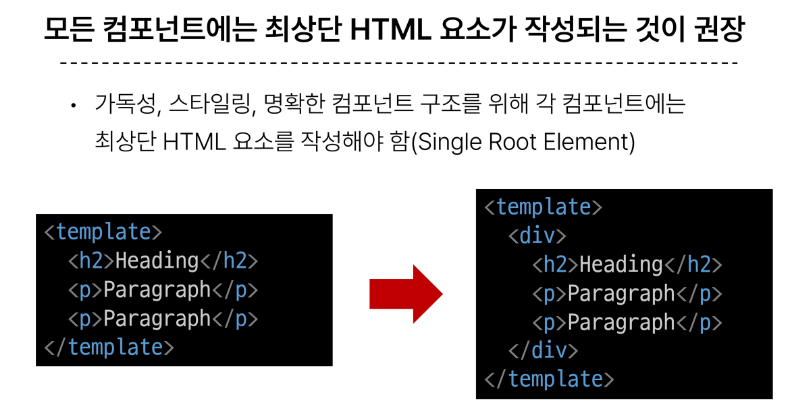 모든 컴포넌트에는 최상단 HTML 요소가 작성되는 것이 권장
• 가독성, 스타일링, 명확한 컴포넌트 구조를 위해 각 컴포넌트에는
최상단 HTML 요소를 작성해야 함(Single Root Element)
<template>
  <h2>Heading</h2>
  <p>Paragraph</p>
  <p>Paragraph</p>
</template>
<template>
  <div>
    <h2>Heading</h2>
    <p>Paragraph</p>
    <p>Paragraph</p>
  </div>
</template>